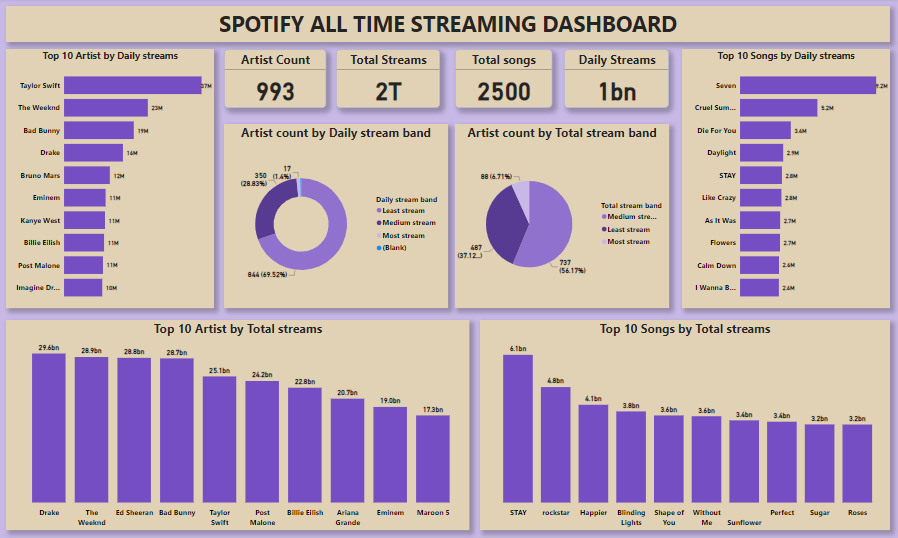 SPOTIFY ALL TIME STREAMING DASHBOARD
Top 10 Artist by Daily streams
Taylor Swift 37M
The Weeknd 23M
Bad Bunny 19M
Drake 16M
Bruno Mars 12M
Eminem 11M
Kanye West 11M
Billie Eilish 11M
Post Malone 11M
Imagine Dr... 10M
Artist Count
993
Total Streams
2T
Total songs
2500
Daily Streams
1bn
Artist count by Daily stream band
17
(1.4%)
350
(28.83%)
844 (69.52%)
Daily stream band
Least stream
Medium stream
Most stream
(Blank)
Artist count by Total stream band
88 (6.71%)
487
(37.12...)
737
(56.17%)
Total stream band
Medium stre...
Least stream
Most stream
Top 10 Songs by Daily streams
Seven 9.2M
Cruel Sum... 5.2M
Die For You 3.4M
Daylight 2.9M
STAY 2.8M
Like Crazy 2.8M
As It Was 2.7M
Flowers 2.7M
Calm Down 2.6M
I Wanna B... 2.6M
Top 10 Artist by Total streams
29.6bn 28.9bn 28.8bn 28.7bn 25.1bn 24.2bn 22.8bn 20.7bn 19.0bn 17.3bn
Drake The Ed Sheeran Bad Bunny Taylor Post Billie Eilish Ariana Eminem Maroon 5
Weeknd Swift Malone Grande
Top 10 Songs by Total streams
6.1bn 4.8bn 4.1bn 3.8bn 3.6bn 3.6bn 3.4bn 3.4bn 3.2bn 3.2bn
STAY rockstar Happier Blinding Shape of Without Perfect Sugar Roses
Lights You Me Sunflower